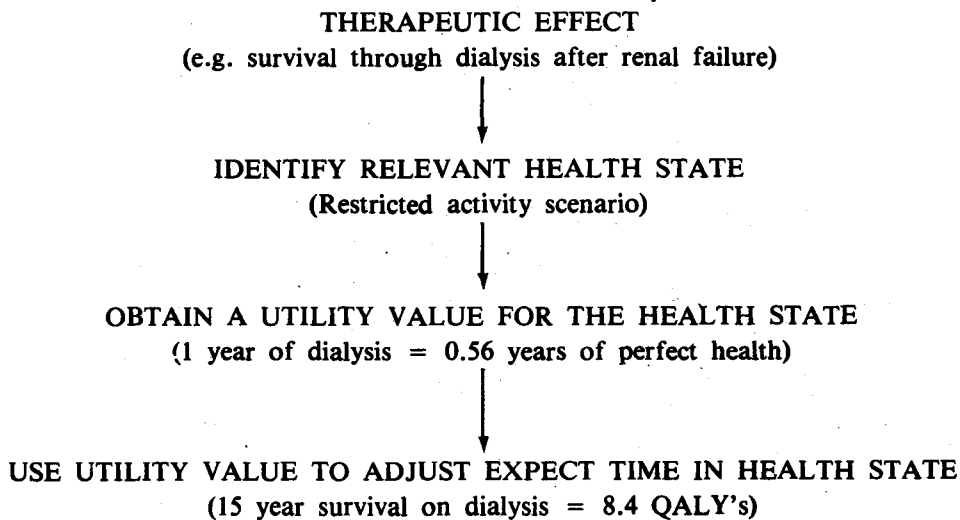 THERAPEUTIC EFFECT
(e.g. survival through dialysis after renal failure)
IDENTIFY RELEVANT HEALTH STATE
(Restricted activity scenario)
OBTAIN A UTILITY VALUE FOR THE HEALTH STATE
(1 year of dialysis = 0.56 years of perfect health)
USE UTILITY VALUE TO ADJUST EXPECT TIME IN HEALTH STATE
(15 year survival on dialysis = 8.4 QALY's)